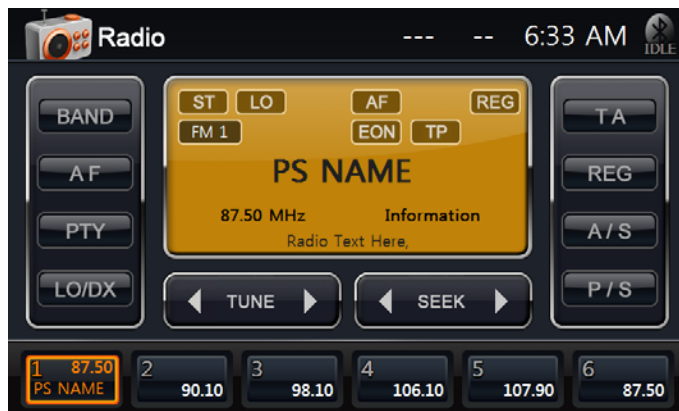 Radio --- -- 6:33 AM IDLE
BAND
AF
PTY
LO/DX
ST LO AF REG
FM 1 EON TP
PS NAME
87.50 MHz Information
Radio Text Here,
TUNE SEEK
TA
REG
A/S
P/S
1 87.50
PS NAME
2 90.10
3 98.10
4 106.10
5 107.90
6 87.50